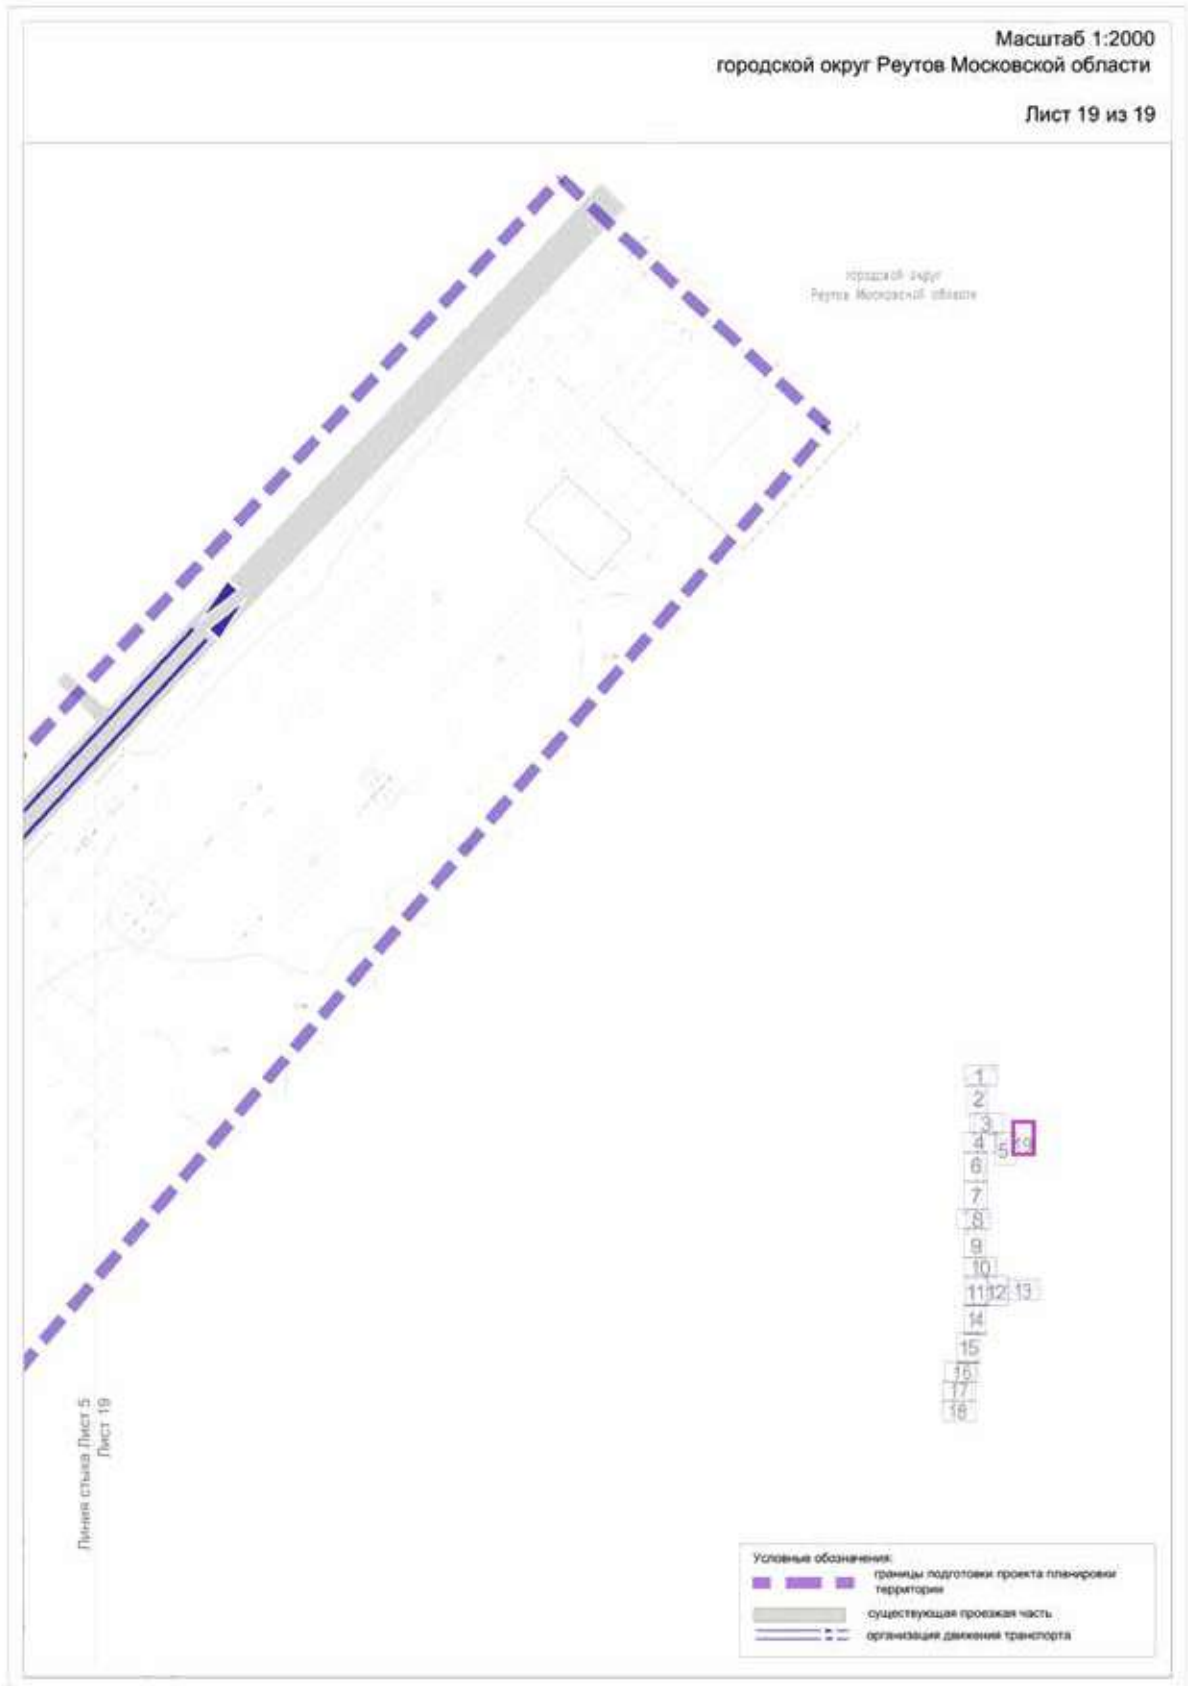 Масштаб 1:2000
городской округ Реутов Московской области
Лист 19 из 19
городской округ
Реутов Московской области
1
2
3
4
5
19
6
7
8
9
10
11
12
13
14
15
16
17
18
Линия стыка Лист 5
Лист 19
Условные обозначения:
границы подготовки проекта планировки
территории
существующая проезжая часть
организация движения транспорта